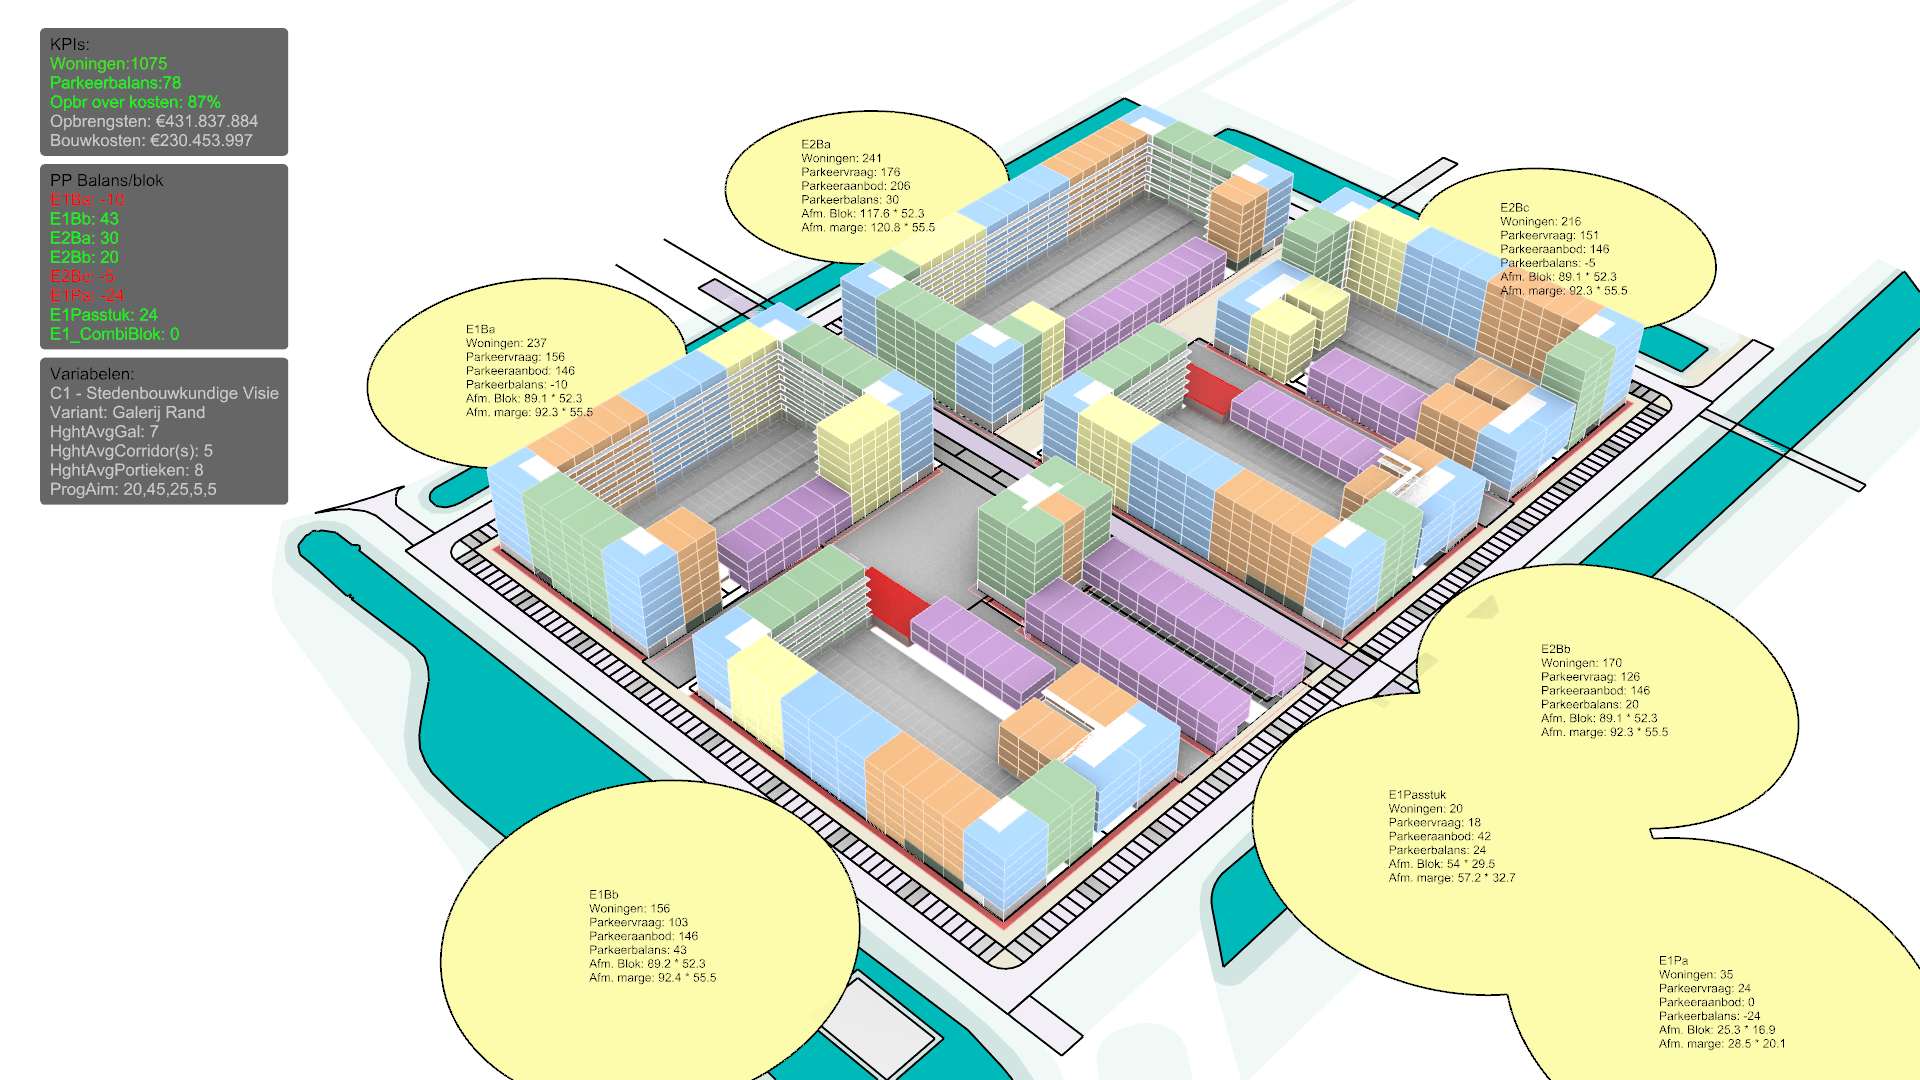 KPIs:
Woningen:1075
Parkeerbalans:78
Opbr over kosten: 87%
Opbrengsten: €431.837.884
Bouwkosten: €230.453.997
PP Balans/blok
E1Ba: -10
E1Bb: 43
E2Ba: 30
E2Bb: 20
E2Bc: -5
E1Pa: -24
E1Passtuk: 24
E1_CombiBlok: 0
Variabelen:
C1 - Stedenbouwkundige Visie
Variant: Galerij Rand
HghtAvgGal: 7
HghtAvgCorridor(s): 5
HghtAvgPortieken: 8
ProgAim: 20,45,25,5,5
E2Ba
Woningen: 241
Parkeervraag: 176
Parkeeraanbod: 206
Parkeerbalans: 30
Afm. Blok: 117.6 * 52.3
Afm. marge: 120.8 * 55.5
E2Bc
Woningen: 216
Parkeervraag: 151
Parkeeraanbod: 146
Parkeerbalans: -5
Afm. Blok: 89.1 * 52.3
Afm. marge: 92.3 * 55.5
E1Ba
Woningen: 237
Parkeervraag: 156
Parkeeraanbod: 146
Parkeerbalans: -10
Afm. Blok: 89.1 * 52.3
Afm. marge: 92.3 * 55.5
E2Bb
Woningen: 170
Parkeervraag: 126
Parkeeraanbod: 146
Parkeerbalans: 20
Afm. Blok: 89.1 * 52.3
Afm. marge: 92.3 * 55.5
E1Passtuk
Woningen: 20
Parkeervraag: 18
Parkeeraanbod: 42
Parkeerbalans: 24
Afm. Blok: 54 * 29.5
Afm. marge: 57.2 * 32.7
E1Bb
Woningen: 156
Parkeervraag: 103
Parkeeraanbod: 146
Parkeerbalans: 43
Afm. Blok: 89.2 * 52.3
Afm. marge: 92.4 * 55.5
E1Pa
Woningen: 35
Parkeervraag: 24
Parkeeraanbod: 0
Parkeerbalans: -24
Afm. Blok: 25.3 * 16.9
Afm. marge: 28.5 * 20.1